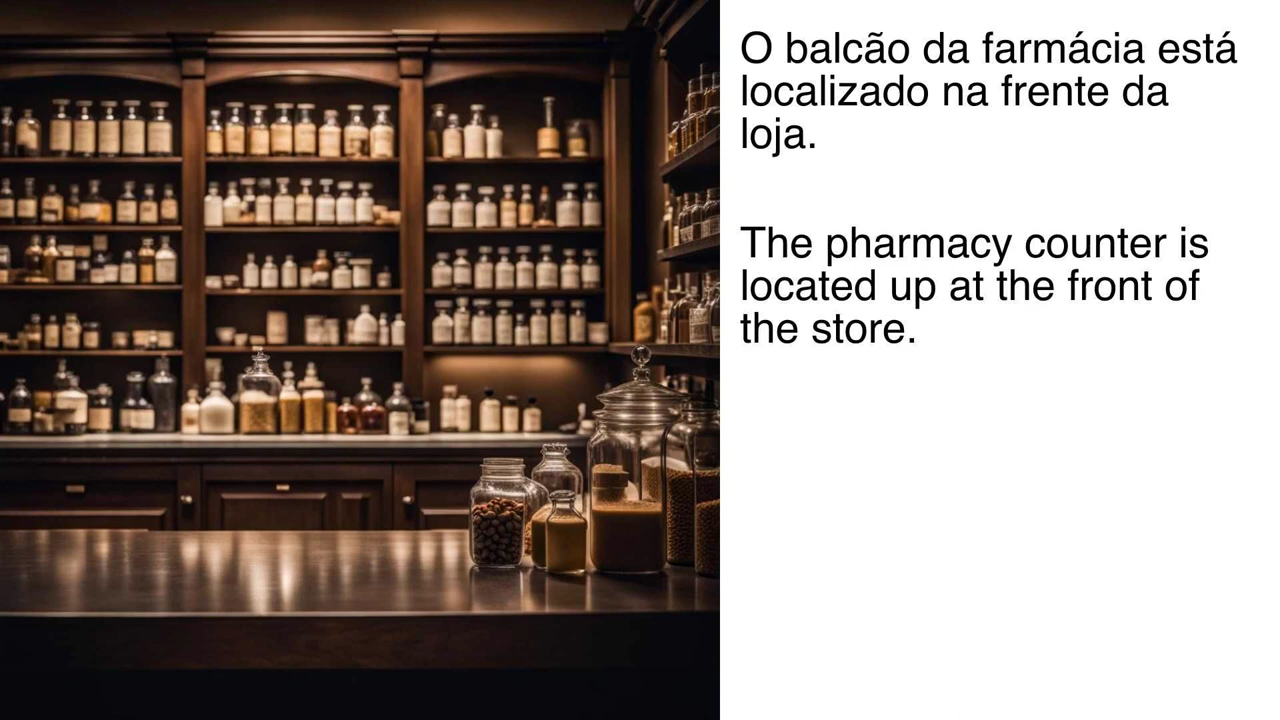 O balcão da farmácia está
localizado na frente da
loja.
The pharmacy counter is
located up at the front of
the store.